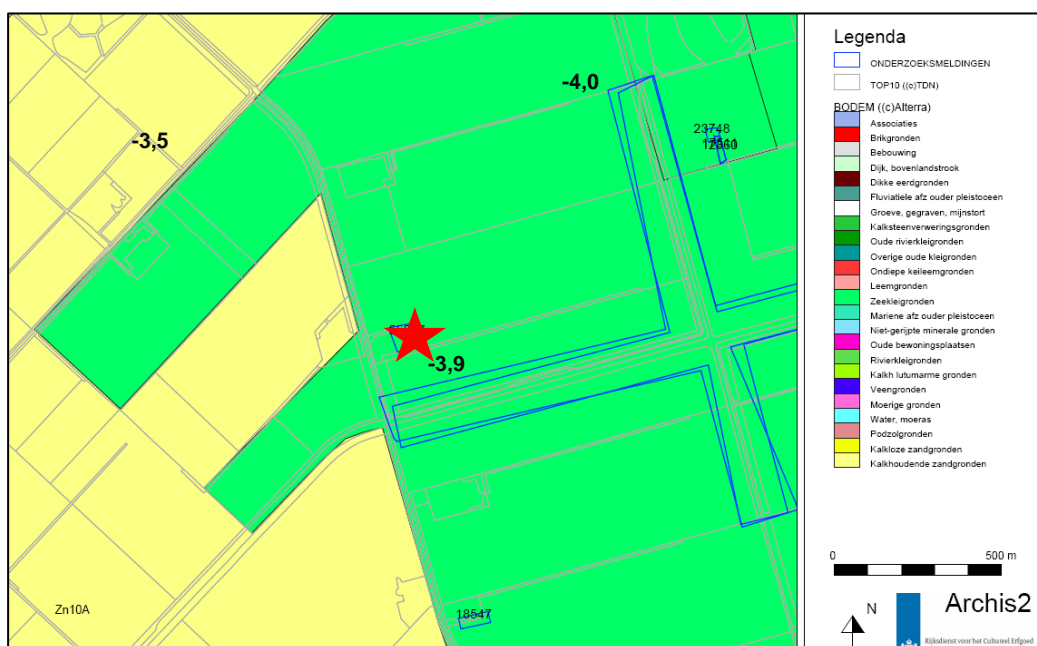 -4,0
-3,5
23748
-3,9
18547
Zn10A
Legenda
ONDERZOEKSMELDINGEN
TOP10 ((c)TDN)
BODEM ((c)Alterra)
Associaties
Brikgronden
Bebouwing
Dijk, bovenlandstrook
Dikke eerdgronden
Fluviatiele afz ouder pleistoceen
Groeve, gegraven, mijnstort
Kalksteenverweringsgronden
Oude rivierkleigronden
Overige oude kleigronden
Ondiepe keileemgronden
Leemgronden
Zeekleigronden
Mariene afz ouder pleistoceen
Niet-gerijpte minerale gronden
Oude bewoningsplaatsen
Rivierkleigronden
Kalkh lutumarme gronden
Veengronden
Moerige gronden
Water, moeras
Podzolgronden
Kalkloze zandgronden
Kalkhoudende zandgronden
0 500 m
N
Archis2
Rijksdienst voor het Cultureel Erfgoed